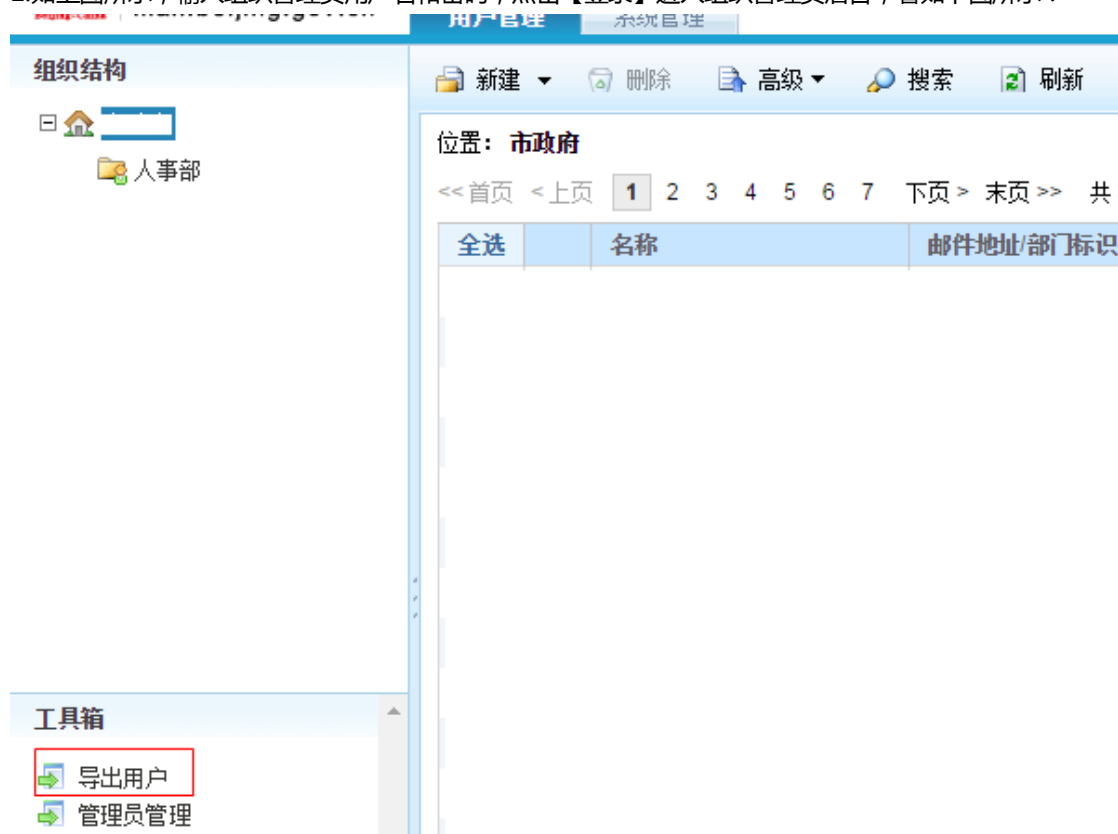 用户管理 系统管理
组织结构
新建 删除 高级 搜索 刷新
位置：市政府
人事部
<<首页 <上页 1 2 3 4 5 6 7 下页> 末页>> 共
全选 名称 邮件地址/部门标识
工具箱
导出用户
管理员管理